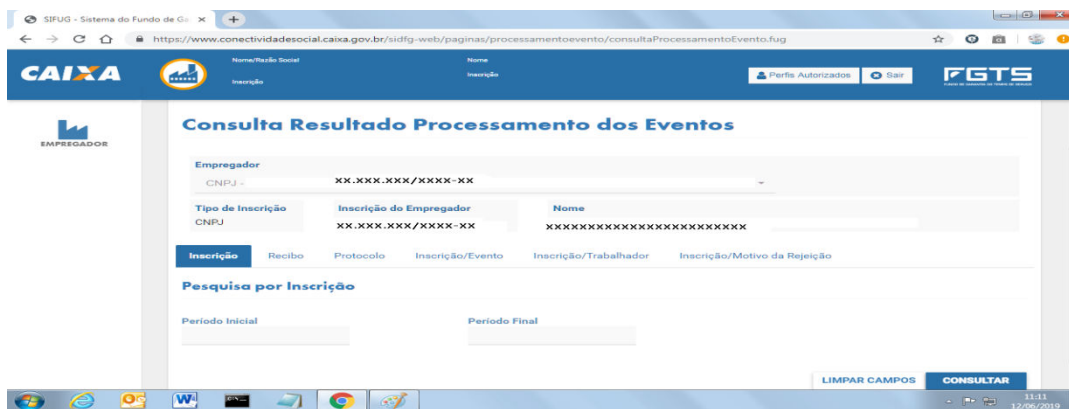 SIFUG - Sistema do Fundo de Ga
https://www.conectividadesocial.caixa.gov.br/sidfg-web/paginas/processamentoevento/consultaProcessamentoEvento.fug
CAIXA
Nome/Razão Social
Nome
Inscrição
Inscrição
Perfis Autorizados
Sair
FGTS
EMPREGADOR
Consulta Resultado Processamento dos Eventos
Empregador
CNPJ - XX.XXX.XXX/XXXX-XX
Tipo de Inscrição
Inscrição do Empregador
Nome
CNPJ
XX.XXX.XXX/XXXX-XX
XXXXXXXXXXXXXXXXXXXXXXXX
Inscrição
Recibo
Protocolo
Inscrição/Evento
Inscrição/Trabalhador
Inscrição/Motivo da Rejeição
Pesquisa por Inscrição
Período Inicial
Período Final
LIMPAR CAMPOS
CONSULTAR
11:11
12/06/2019